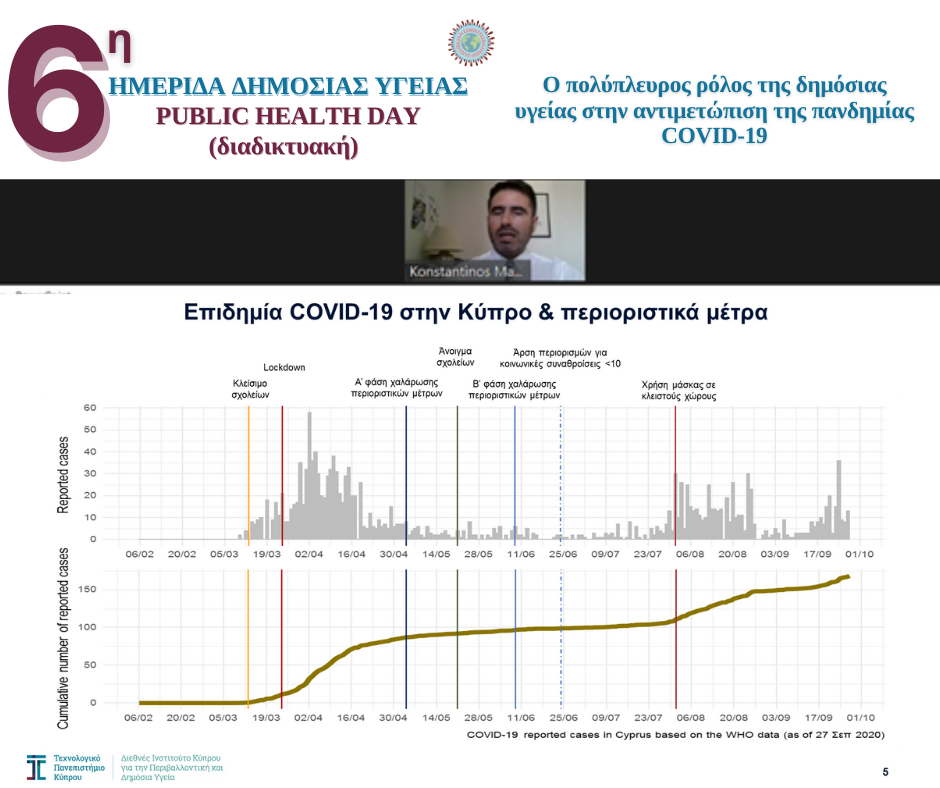 6η
ΗΜΕΡΙΔΑ ΔΗΜΟΣΙΑΣ ΥΓΕΙΑΣ
PUBLIC HEALTH DAY
(διαδικτυακή)
Ο πολύπλευρος ρόλος της δημόσιας
υγείας στην αντιμετώπιση της πανδημίας
COVID-19
Konstantinos Ma...
Επιδημία COVID-19 στην Κύπρο & περιοριστικά μέτρα
Κλείσιμο
σχολείων
Lockdown
Α' φάση χαλάρωσης
περιοριστικών μέτρων
Άνοιγμα
σχολείων
Β' φάση χαλάρωσης
περιοριστικών μέτρων
Άρση περιορισμών για
κοινωνικές συναθροίσεις <10
Χρήση μάσκας σε
κλειστούς χώρους
Reported cases
60
50
40
30
20
10
0
06/02 20/02 05/03 19/03 02/04 16/04 30/04 14/05 28/05 11/06 25/06 09/07 23/07 06/08 20/08 03/09 17/09 01/10
Cumulative number of reported cases
150
100
50
0
06/02 20/02 05/03 19/03 02/04 16/04 30/04 14/05 28/05 11/06 25/06 09/07 23/07 06/08 20/08 03/09 17/09 01/10
COVID-19 reported cases in Cyprus based on the WHO data (as of 27 Σεπ 2020)
Τεχνολογικό
Πανεπιστήμιο
Κύπρου
Διεθνές Ινστιτούτο Κύπρου
για την Περιβαλλοντική και
Δημόσια Υγεία
5